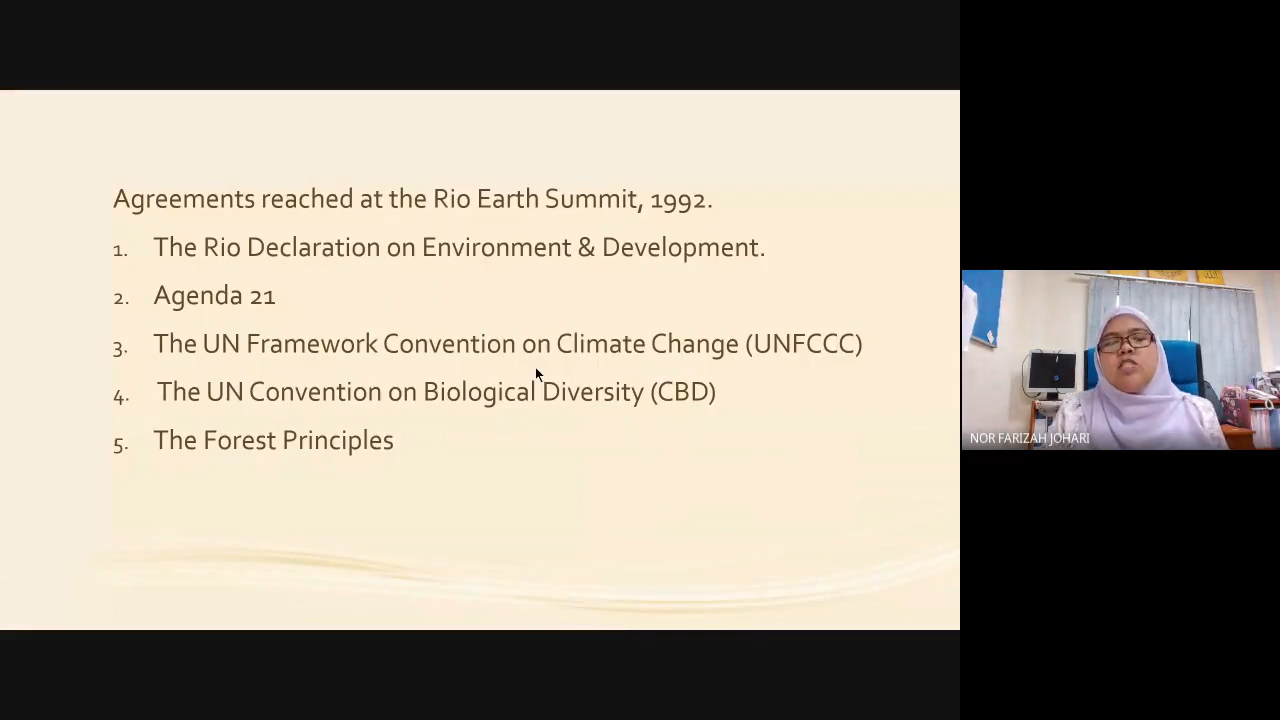 Agreements reached at the Rio Earth Summit, 1992.
1. The Rio Declaration on Environment & Development.
2. Agenda 21
3. The UN Framework Convention on Climate Change (UNFCCC)
4. The UN Convention on Biological Diversity (CBD)
5. The Forest Principles
NOR FARIZAH JOHARI